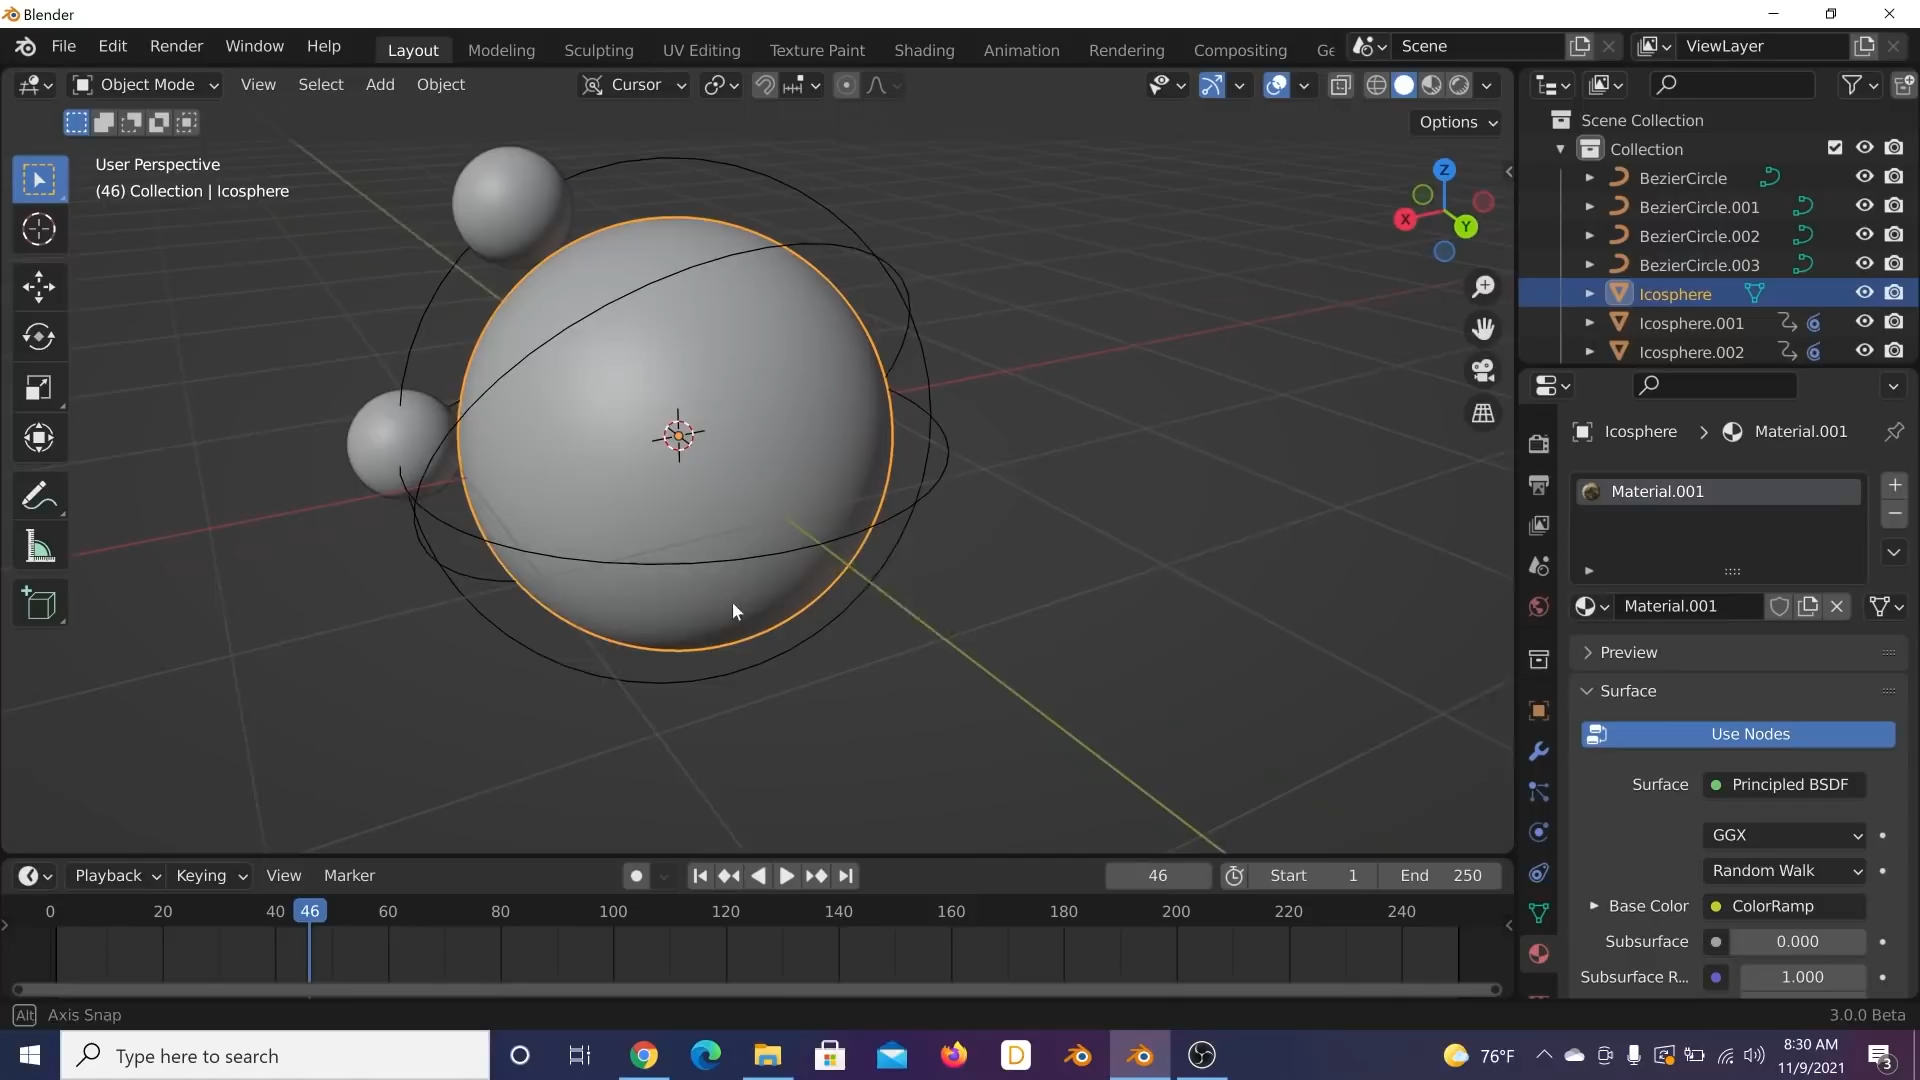 Blender
File Edit Render Window Help
Layout Modeling Sculpting UV Editing Texture Paint Shading Animation Rendering Compositing Ge
Scene
ViewLayer
Object Mode View Select Add Object
Cursor
Options
User Perspective
(46) Collection | Icosphere
Z
X
Y
Scene Collection
Collection
BezierCircle
BezierCircle.001
BezierCircle.002
BezierCircle.003
Icosphere
Icosphere.001
Icosphere.002
Icosphere > Material.001
Material.001
Material.001
Preview
Surface
Use Nodes
Surface Principled BSDF
GGX
Random Walk
Base Color ColorRamp
Subsurface 0.000
Subsurface R... 1.000
Playback Keying View Marker
46
Start 1
End 250
0 20 40 46 60 80 100 120 140 160 180 200 220 240
Alt Axis Snap
3.0.0 Beta
Type here to search
D
76°F
8:30 AM
11/9/2021
3